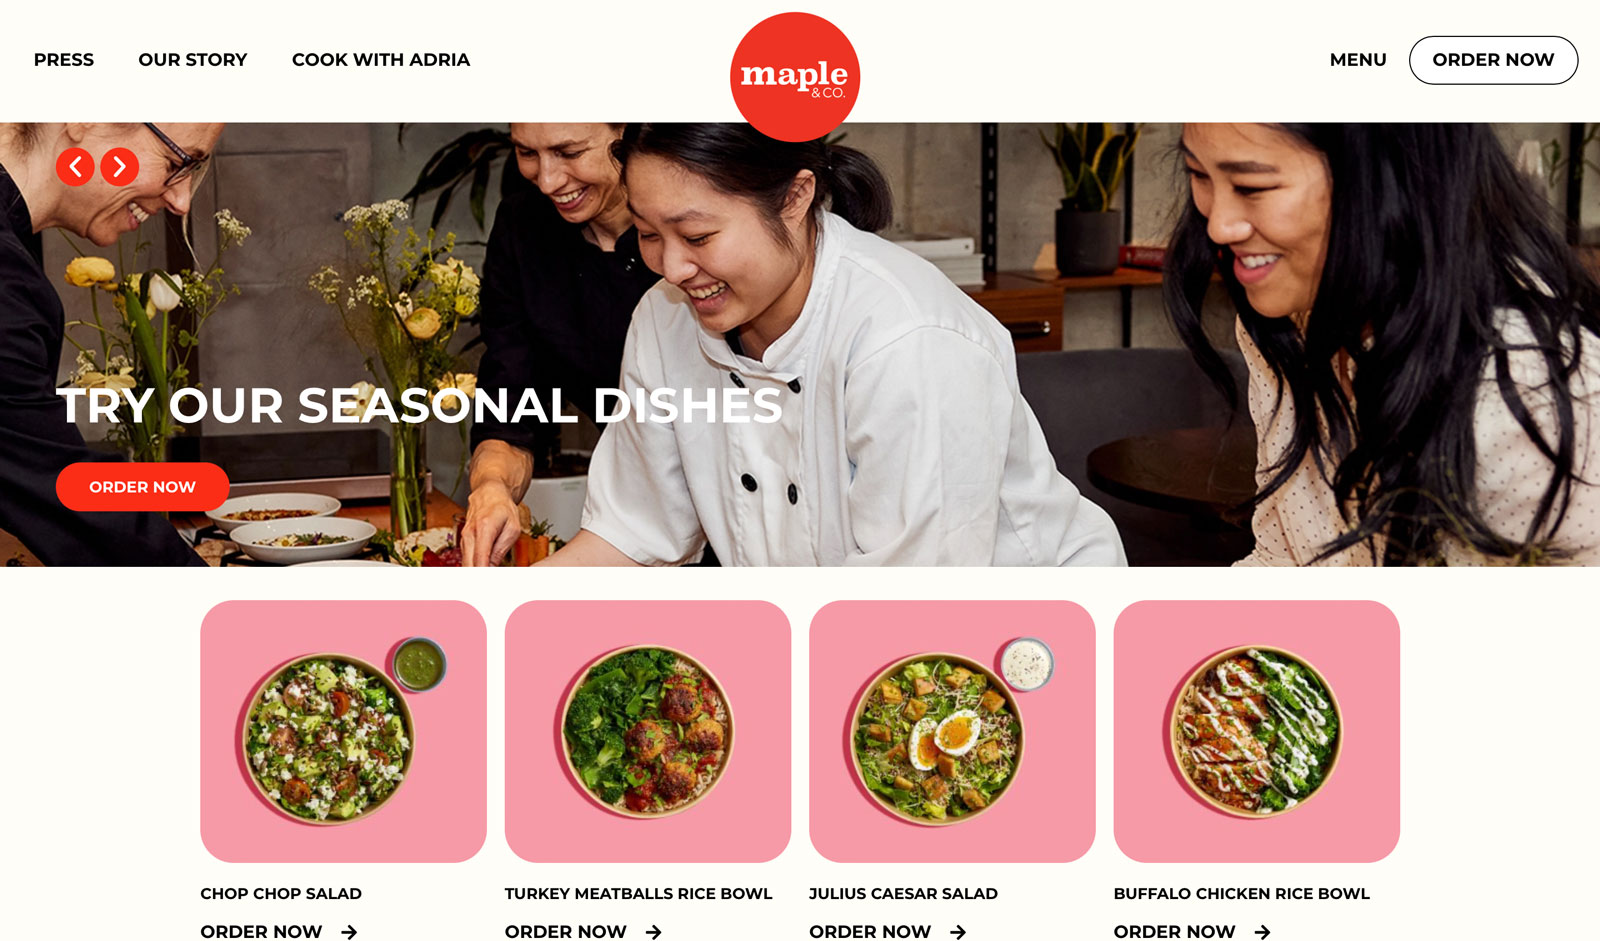 PRESS
OUR STORY
COOK WITH ADRIA
maple
& CO.
MENU
ORDER NOW
TRY OUR SEASONAL DISHES
ORDER NOW
CHOP CHOP SALAD
ORDER NOW
TURKEY MEATBALLS RICE BOWL
ORDER NOW
JULIUS CAESAR SALAD
ORDER NOW
BUFFALO CHICKEN RICE BOWL
ORDER NOW